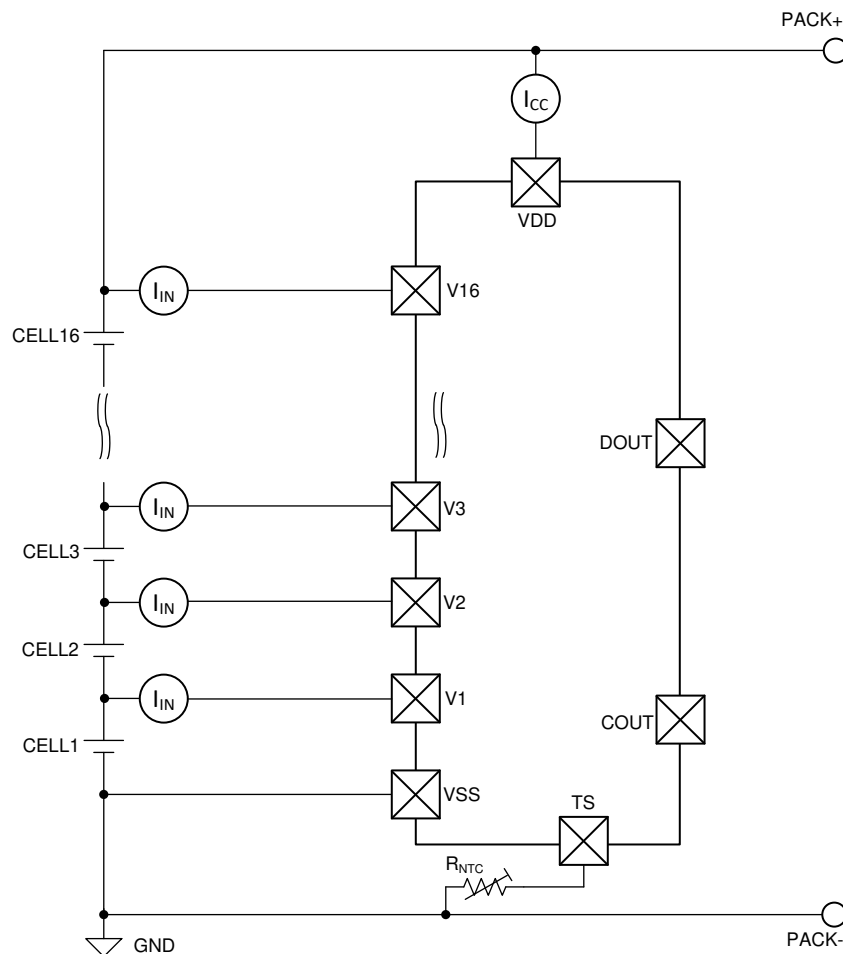 PACK+
ICC
VDD
IIN
V16
CELL16
DOUT
IIN
V3
CELL3
IIN
V2
CELL2
IIN
V1
COUT
CELL1
VSS
TS
RNTC
GND
PACK-